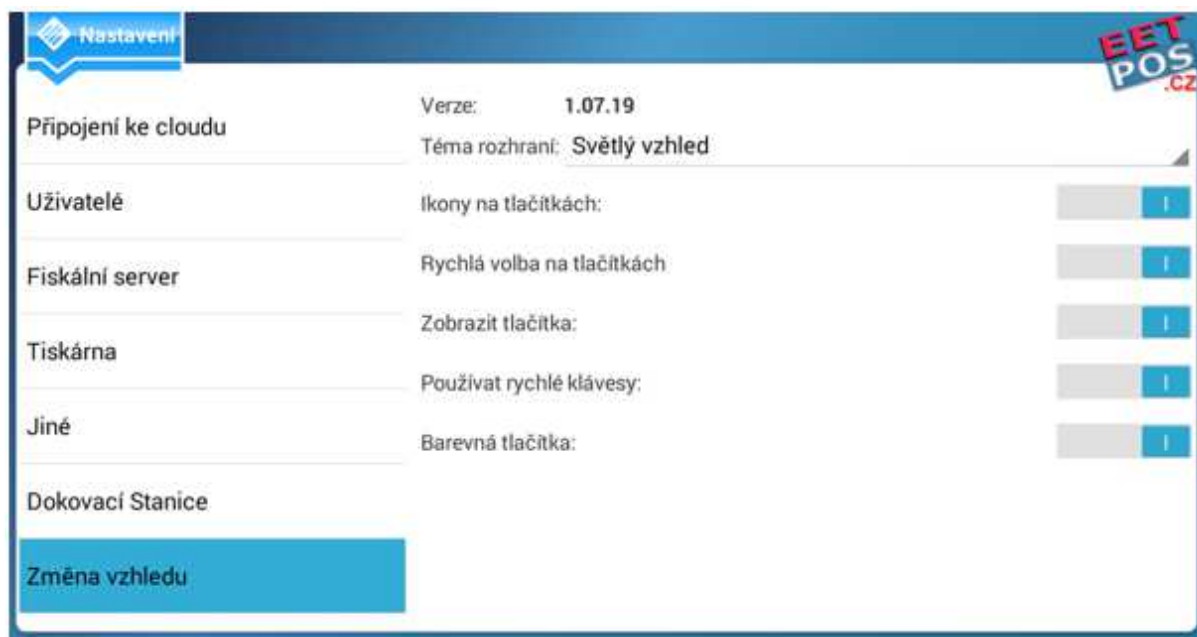 Nastavení
EET
POS
.cz
Připojení ke cloudu
Uživatelé
Fiskální server
Tiskárna
Jiné
Dokovací Stanice
Změna vzhledu
Verze: 1.07.19
Téma rozhraní: Světlý vzhled
Ikony na tlačítkách: I
Rychlá volba na tlačítkách I
Zobrazit tlačítka: I
Používat rychlé klávesy: I
Barevná tlačítka: I